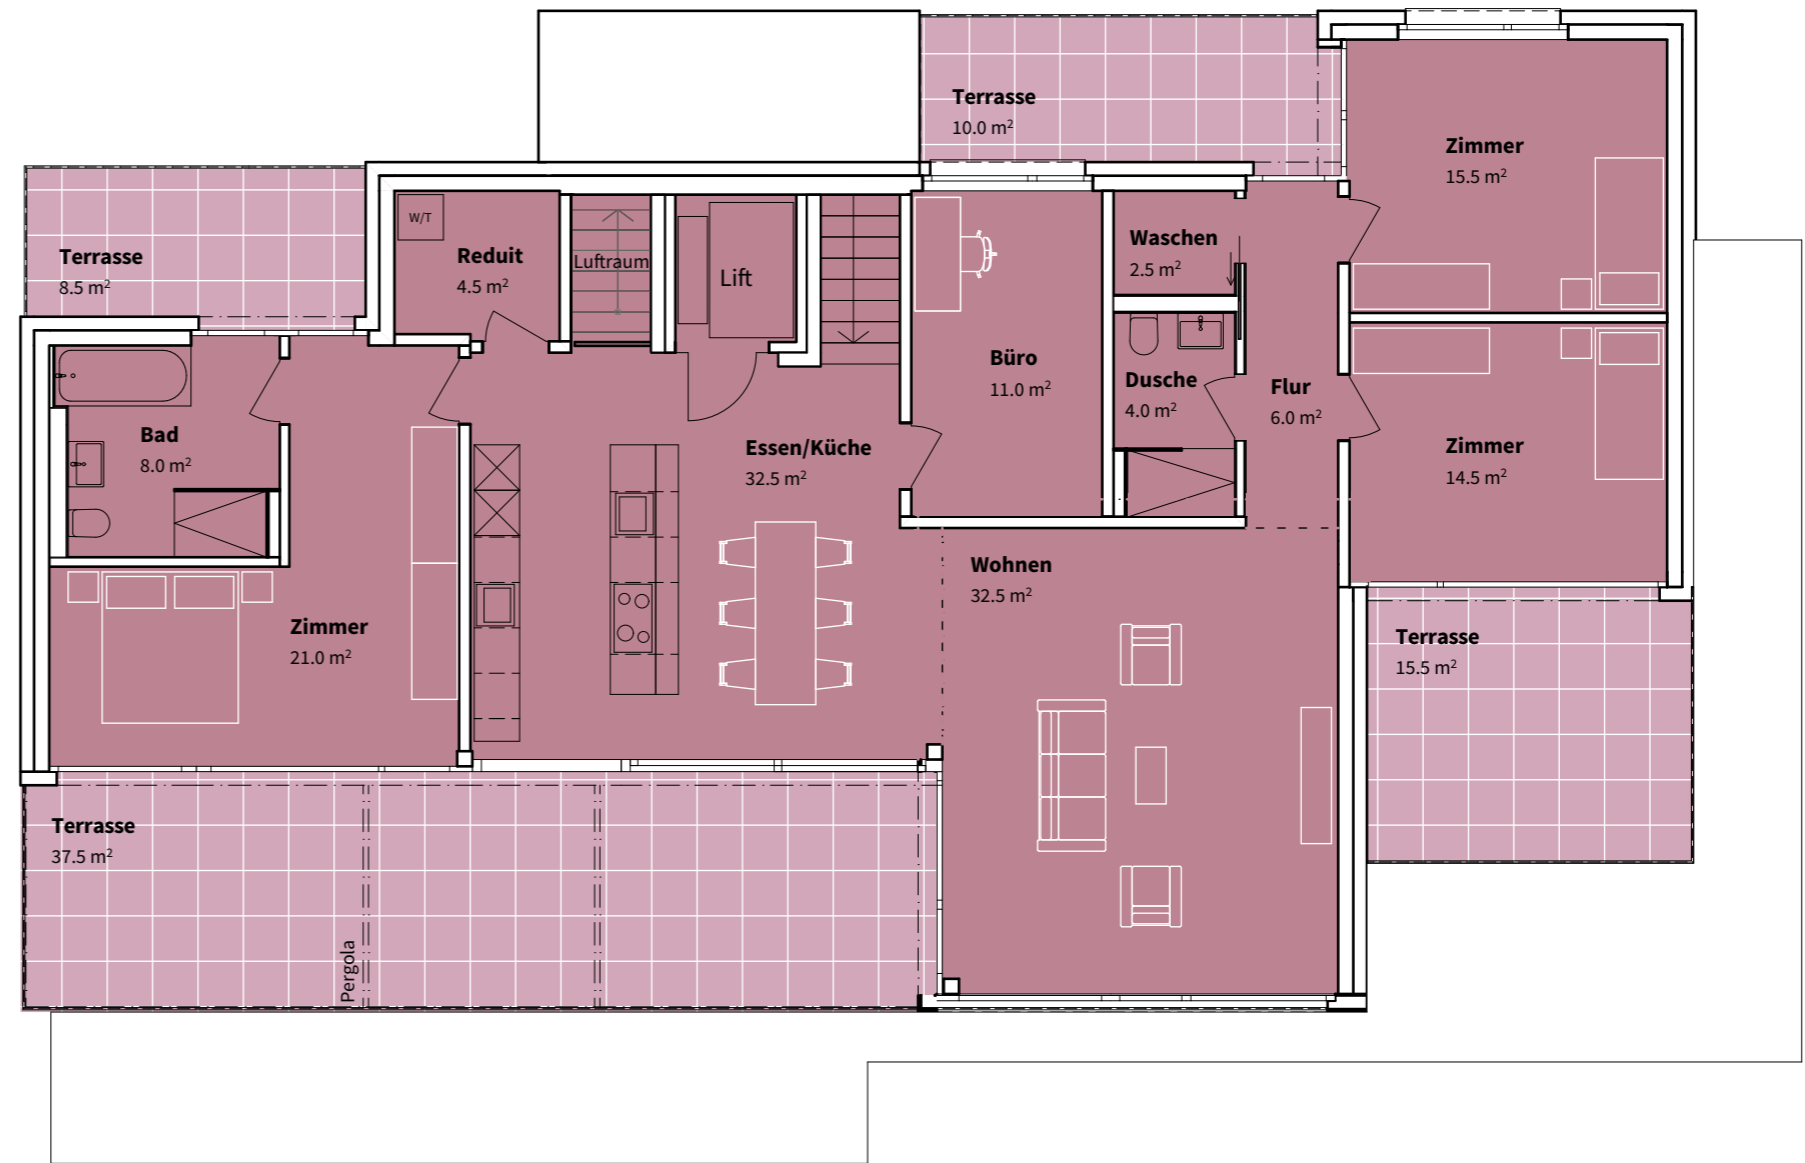 Terrasse
10.0 m²
Zimmer
15.5 m²
Terrasse
8.5 m²
W/T
Reduit
4.5 m²
Luftraum
Lift
Waschen
2.5 m²
Büro
11.0 m²
Dusche
4.0 m²
Flur
6.0 m²
Bad
8.0 m²
Essen/Küche
32.5 m²
Zimmer
14.5 m²
Wohnen
32.5 m²
Zimmer
21.0 m²
Terrasse
15.5 m²
Terrasse
37.5 m²
Pergola